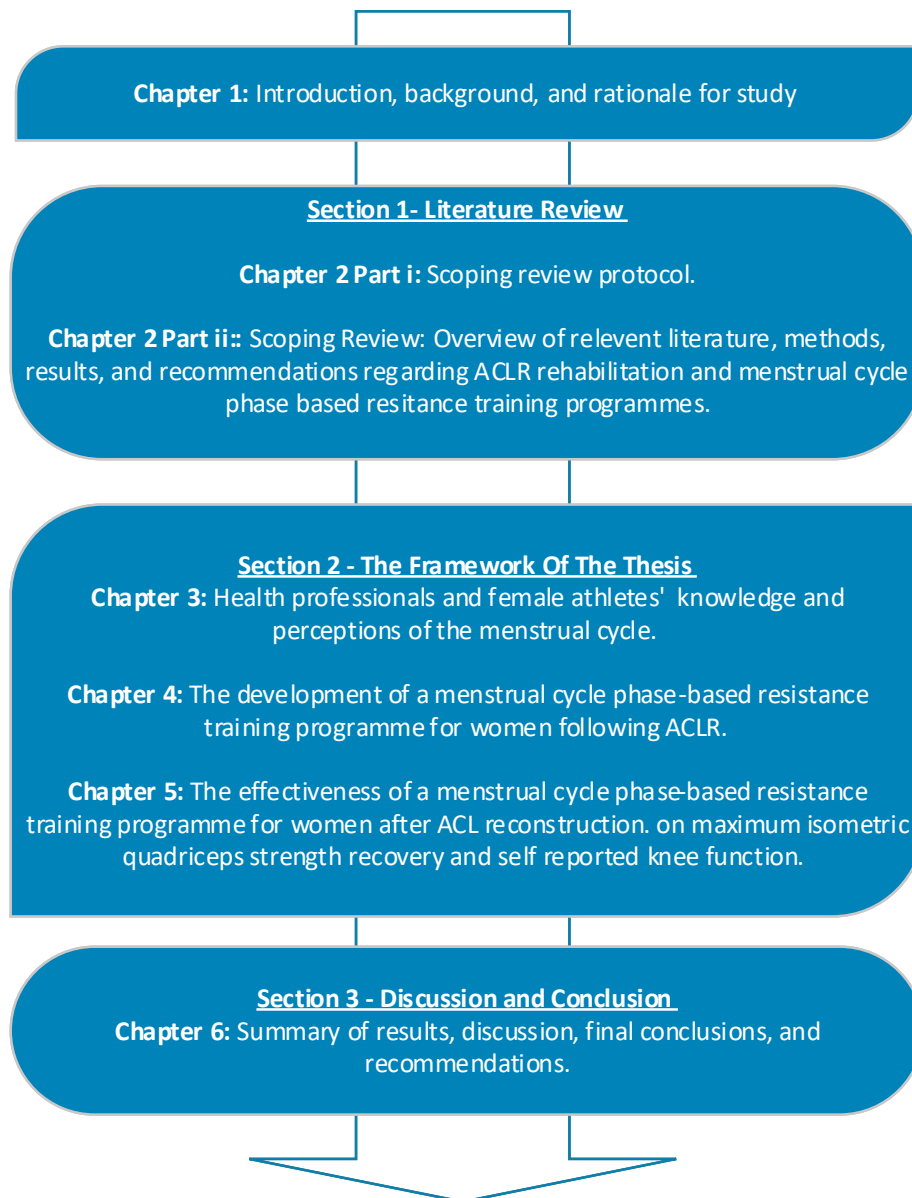 Chapter 1: Introduction, background, and rationale for study
Section 1- Literature Review
Chapter 2 Part i: Scoping review protocol.
Chapter 2 Part ii:: Scoping Review: Overview of relevent literature, methods,
results, and recommendations regarding ACLR rehabilitation and menstrual cycle
phase based resitance training programmes.
Section 2 - The Framework Of The Thesis
Chapter 3: Health professionals and female athletes' knowledge and
perceptions of the menstrual cycle.
Chapter 4: The development of a menstrual cycle phase-based resistance
training programme for women following ACLR.
Chapter 5: The effectiveness of a menstrual cycle phase-based resistance
training programme for women after ACL reconstruction. on maximum isometric
quadriceps strength recovery and self reported knee function.
Section 3 - Discussion and Conclusion
Chapter 6: Summary of results, discussion, final conclusions, and
recommendations.